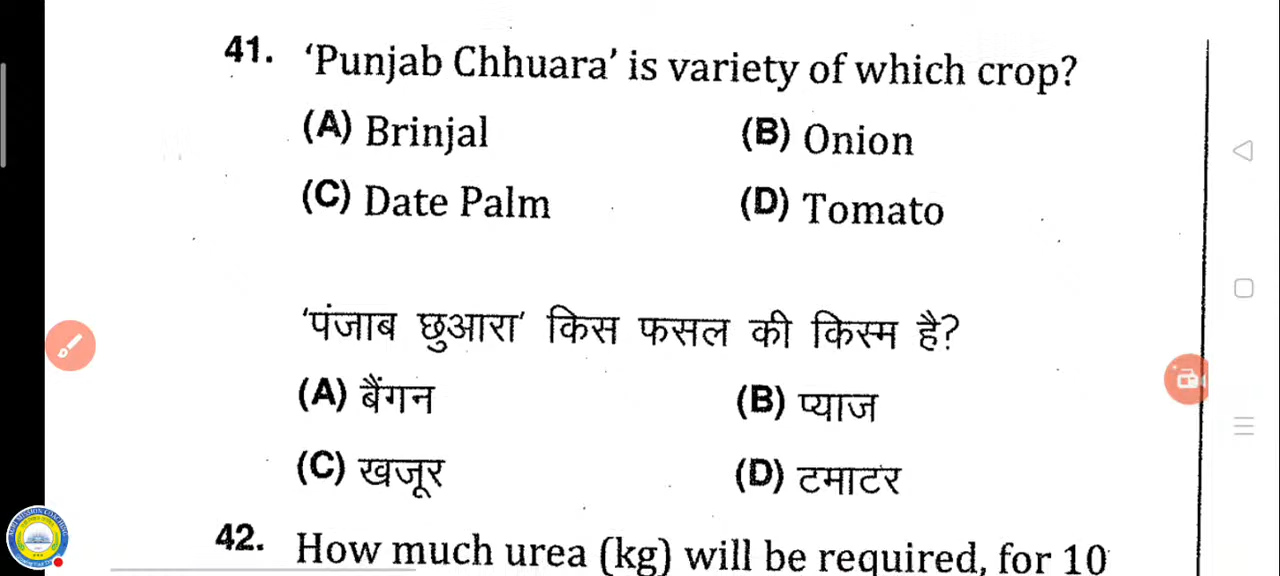 41. 'Punjab Chhuara' is variety of which crop?
(A) Brinjal (B) Onion
(C) Date Palm (D) Tomato
'पंजाब छुआरा' किस फसल की किस्म है?
(A) बैंगन (B) प्याज
(C) खजूर (D) टमाटर
42. How much urea (kg) will be required, for 10